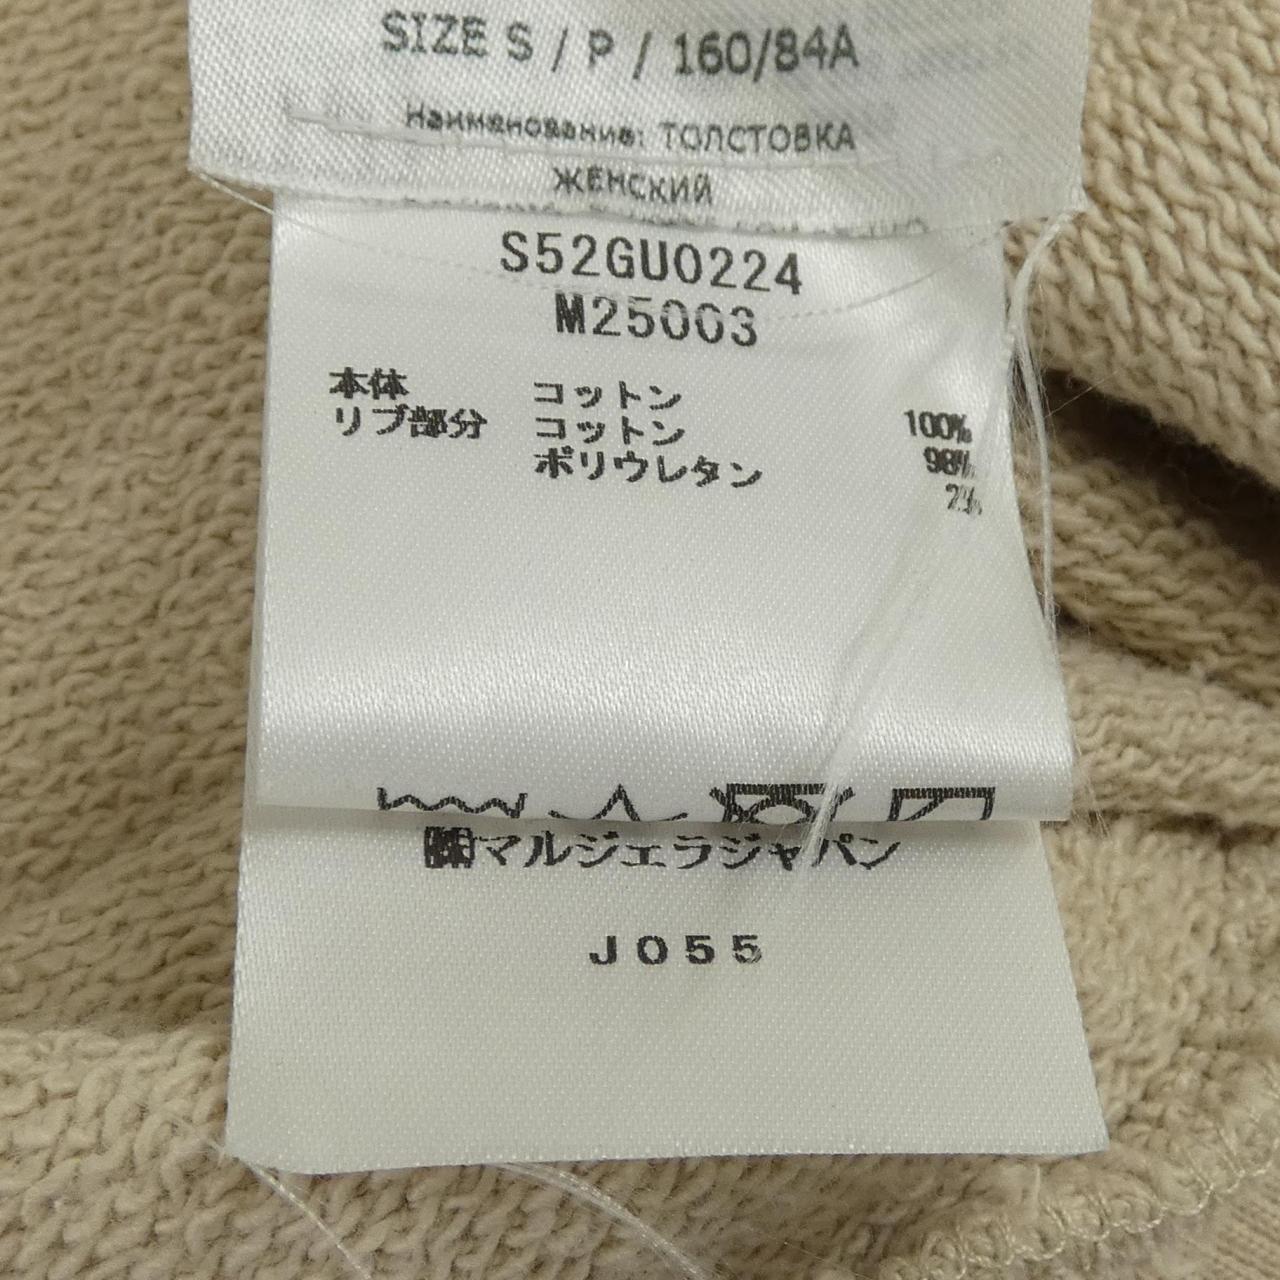 SIZE S / P / 160/84A
Наименование: ТОЛСТОВКА
ЖЕНСКИЙ
S52GU0224
M25003
本体 コットン 100%
リブ部分 コットン 98%
ポリウレタン 2%
㈱マルジェラジャパン
J055